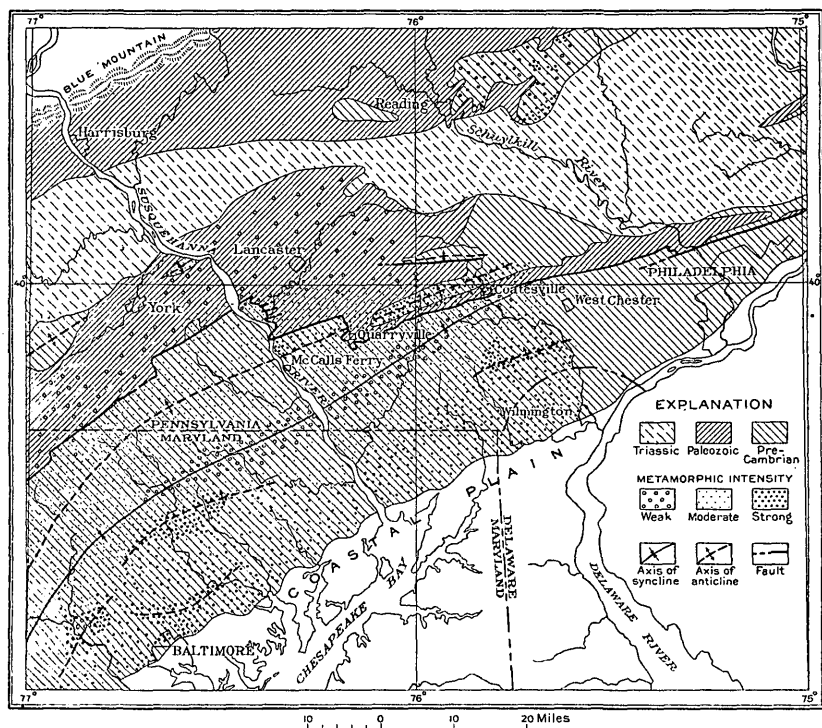 77°
76°
75°
BLUE MOUNTAIN
Reading
Harrisburg
Schuylkill
River
SUSQUEHANNA
Lancaster
PHILADELPHIA
40°
40°
Coatesville
York
West Chester
Quarryville
McCalls Ferry
RIVER
PENNSYLVANIA
MARYLAND
Wilmington
COASTAL PLAIN
DELAWARE
MARYLAND
CHESAPEAKE BAY
DELAWARE RIVER
BALTIMORE
EXPLANATION
Triassic
Paleozoic
Pre-
Cambrian
METAMORPHIC INTENSITY
Weak
Moderate
Strong
Axis of
syncline
Axis of
anticline
Fault
77°
76°
75°
10 0 10 20 Miles